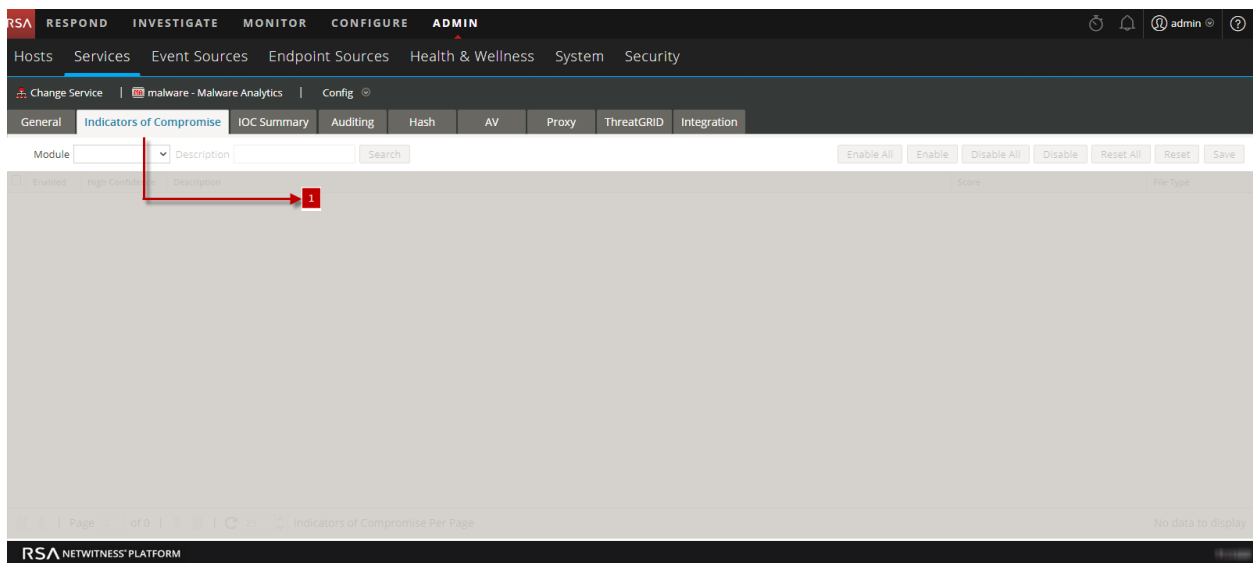 RSA RESPOND INVESTIGATE MONITOR CONFIGURE ADMIN admin ?
Hosts Services Event Sources Endpoint Sources Health & Wellness System Security
Change Service | malware - Malware Analytics | Config
General Indicators of Compromise IOC Summary Auditing Hash AV Proxy ThreatGRID Integration
Module Description Search Enable All Enable Disable All Disable Reset All Reset Save
Enabled High Confidence Description Score File Type
1
Page of 0 Indicators of Compromise Per Page No data to display
RSA NETWITNESS® PLATFORM